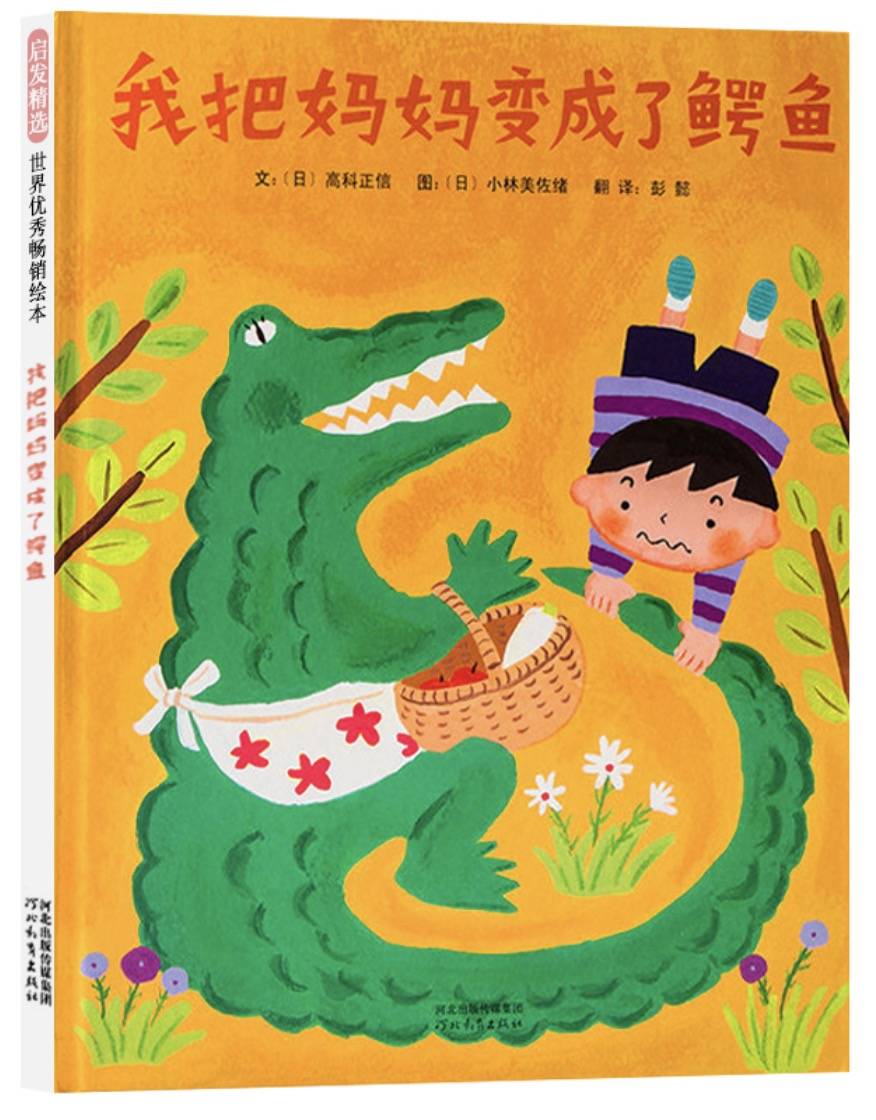 我把妈妈变成了鳄鱼
文:〔日〕高科正信 图:〔日〕小林美佐绪 翻 译: 彭 懿
启发精选
世界优秀畅销绘本
我把妈妈变成了鳄鱼
河北出版传媒集团
河北教育出版社
河北出版传媒集团
河北教育出版社